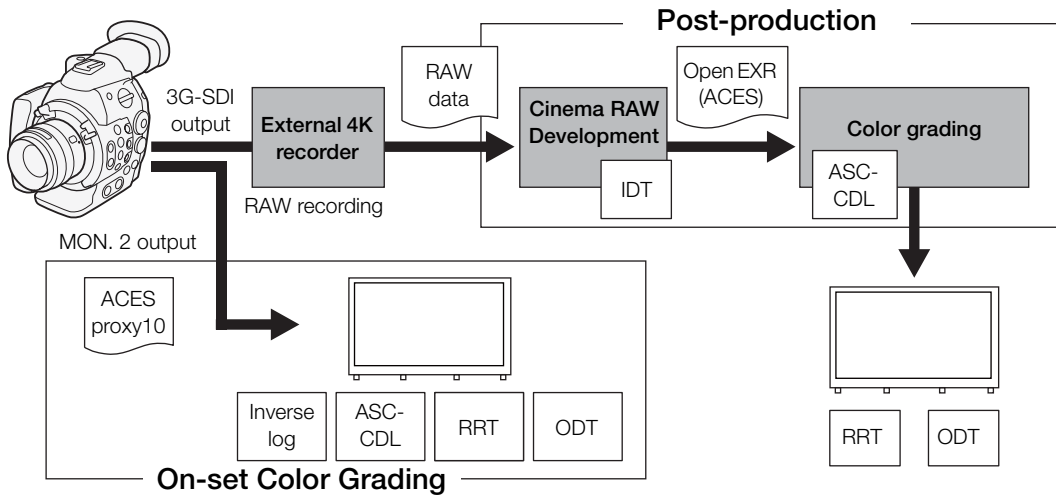 Post-production
3G-SDI
output
External 4K
recorder
RAW recording
RAW
data
Cinema RAW
Development
IDT
Open EXR
(ACES)
Color grading
ASC-
CDL
MON. 2 output
ACES
proxy10
Inverse
log
ASC-
CDL
RRT
ODT
On-set Color Grading
RRT
ODT